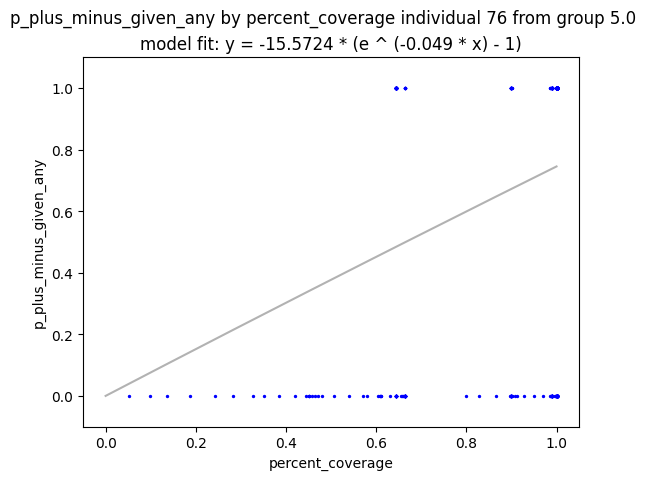 p_plus_minus_given_any by percent_coverage individual 76 from group 5.0
model fit: y = -15.5724 * (e ^ (-0.049 * x) - 1)
1.0
0.8
0.6
0.4
0.2
0.0
p_plus_minus_given_any
0.0 0.2 0.4 0.6 0.8 1.0
percent_coverage